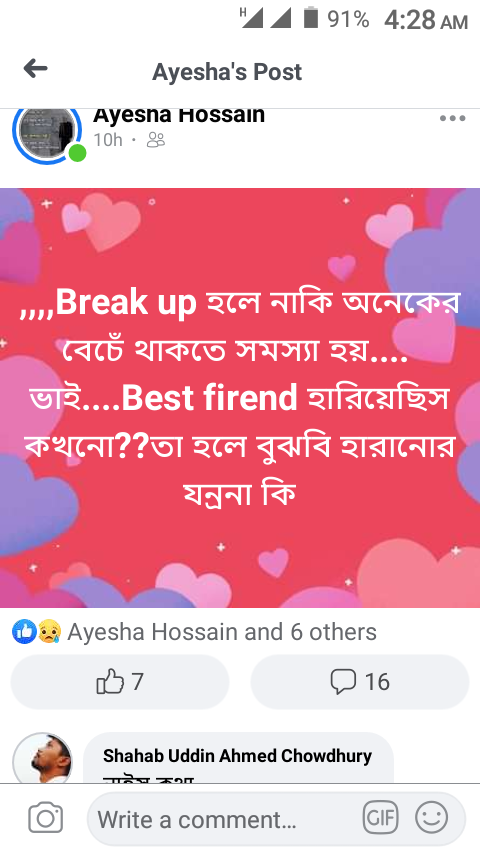 H 91% 4:28 AM
Ayesha's Post
Ayesha Hossain
10h ·
,,,,Break up হলে নাকি অনেকের
বেচেঁ থাকতে সমস্যা হয়....
ভাই....Best firend হারিয়েছিস
কখনো??তা হলে বুঝবি হারানোর
যন্ত্রনা কি
Ayesha Hossain and 6 others
7
16
Shahab Uddin Ahmed Chowdhury
Write a comment...
GIF